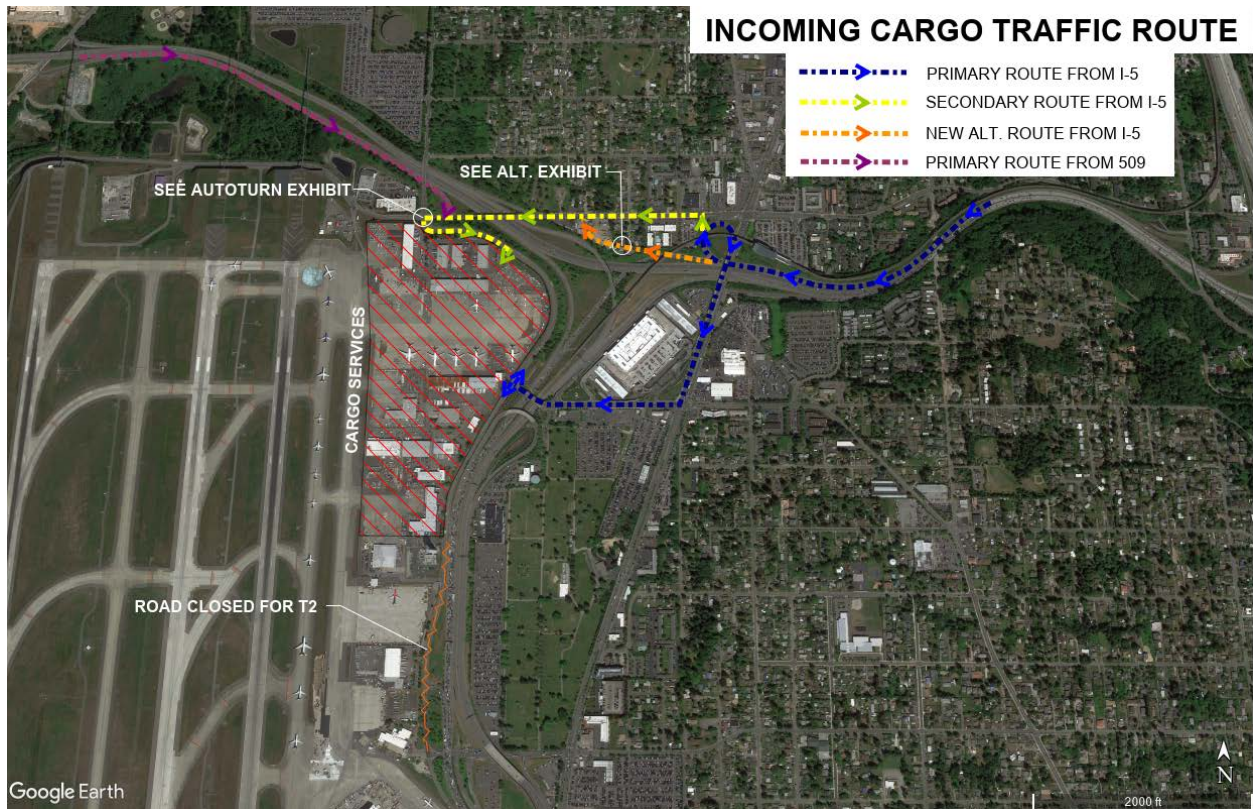 INCOMING CARGO TRAFFIC ROUTE
PRIMARY ROUTE FROM I-5
SECONDARY ROUTE FROM I-5
NEW ALT. ROUTE FROM I-5
PRIMARY ROUTE FROM 509
SEE ALT. EXHIBIT
SEE AUTOTURN EXHIBIT
CARGO SERVICES
ROAD CLOSED FOR T2
N
Google Earth
2000 ft